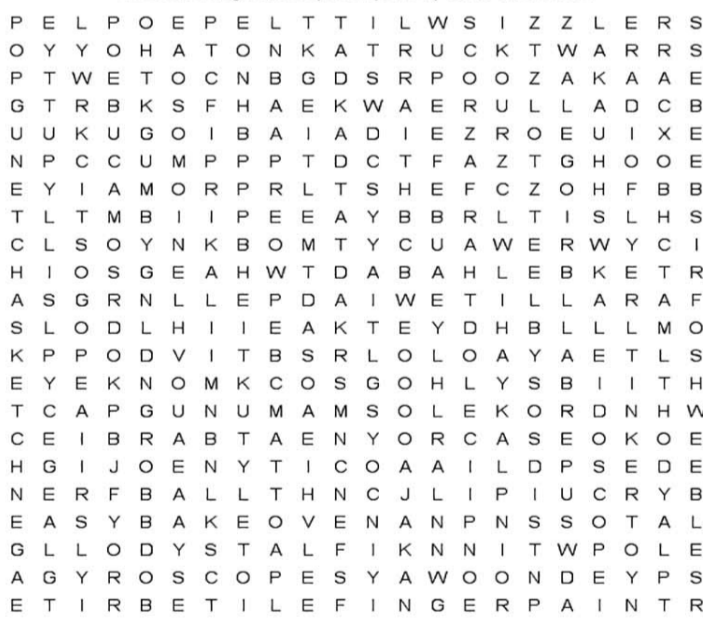 P E L P O E P E L T T I L W S I Z Z L E R S
O Y Y O H A T O N K A T R U C K T W A R R S
P T W E T O C N B G D S R P O O Z A K A A E
G T R B K S F H A E K W A E R U L L A D C B
U U K U G O I B A I A D I E Z R O E U I X E
N P C C U M P P P T D C T F A Z T G H O O E
E Y I A M O R P R L T S H E F C Z O H F B B
T L T M B I I P E E A Y B B R L T I S L H S
C L S O Y N K B O M T Y C U A W E R W Y C I
H I O S G E A H W T D A B A H L E B K E T R
A S G R N L L E P D A I W E T I L L A R A F
S L O D L H I I E A K T E Y D H B L L L M O
K P P O D V I T B S R L O L O A Y A E T L S
E Y E K N O M K C O S G O H L Y S B I I T H
T C A P G U N U M A M S O L E K O R D N H W
C E I B R A B T A E N Y O R C A S E O K O E
H G I J O E N Y T I C O A A I L D P S E D E
N E R F B A L L T H N C J L I P I U C R Y B
E A S Y B A K E O V E N A N P N S S O T A L
G L L O D Y S T A L F I K N N I T W P O L E
A G Y R O S C O P E S Y A W O O N D E Y P S
E T I R B E T I L E F I N G E R P A I N T R